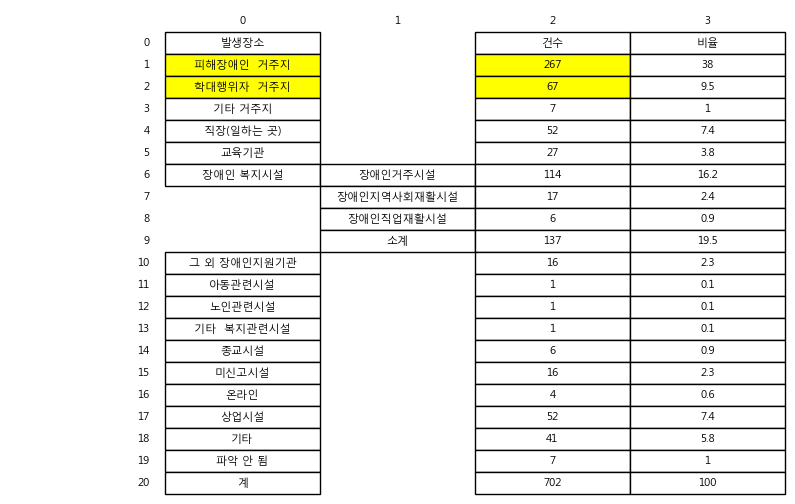 0 1 2 3
0 발생장소 건수 비율
1 피해장애인 거주지 267 38
2 학대행위자 거주지 67 9.5
3 기타 거주지 7 1
4 직장(일하는 곳) 52 7.4
5 교육기관 27 3.8
6 장애인 복지시설 장애인거주시설 114 16.2
7 장애인지역사회재활시설 17 2.4
8 장애인직업재활시설 6 0.9
9 소계 137 19.5
10 그 외 장애인지원기관 16 2.3
11 아동관련시설 1 0.1
12 노인관련시설 1 0.1
13 기타 복지관련시설 1 0.1
14 종교시설 6 0.9
15 미신고시설 16 2.3
16 온라인 4 0.6
17 상업시설 52 7.4
18 기타 41 5.8
19 파악 안 됨 7 1
20 계 702 100